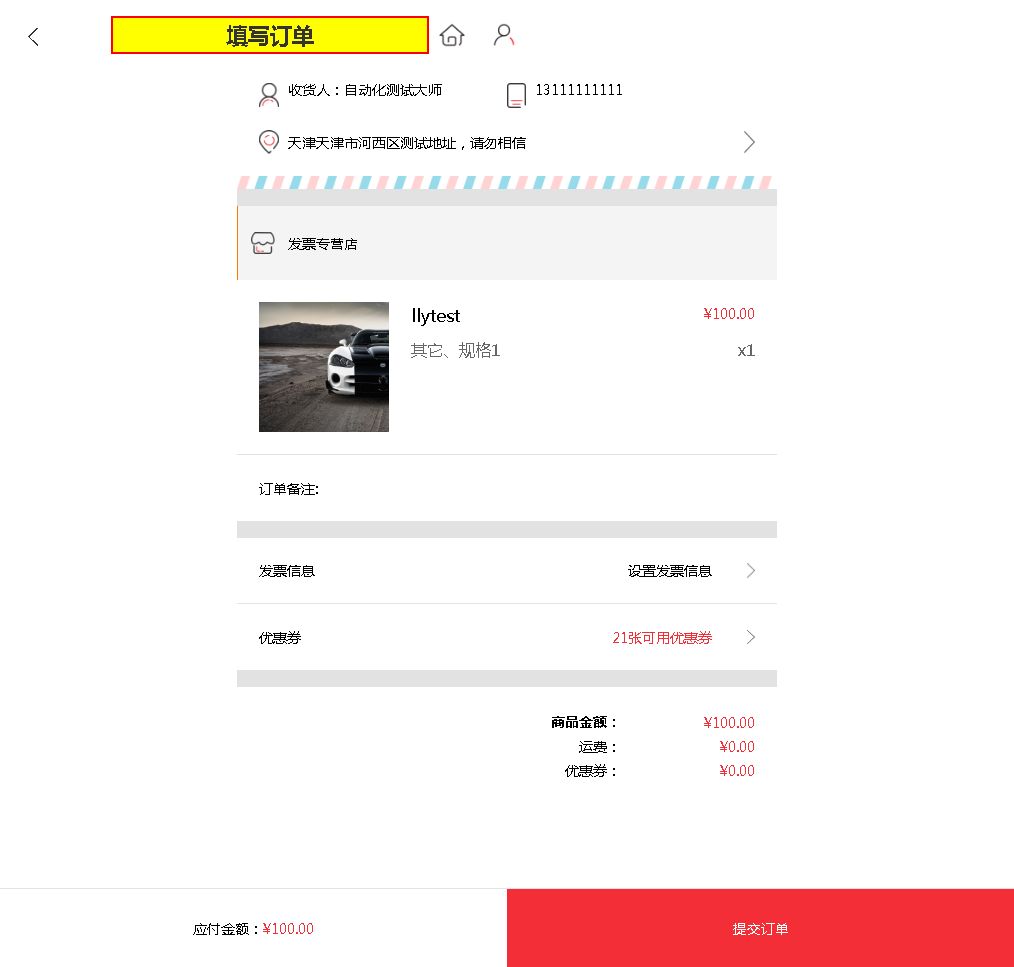 填写订单
收货人：自动化测试大师
13111111111
天津天津市河西区测试地址，请勿相信
发票专营店
llytest
¥100.00
其它、规格1
x1
订单备注:
发票信息
设置发票信息
优惠券
21张可用优惠券
商品金额：
¥100.00
运费：
¥0.00
优惠券：
¥0.00
应付金额：¥100.00
提交订单